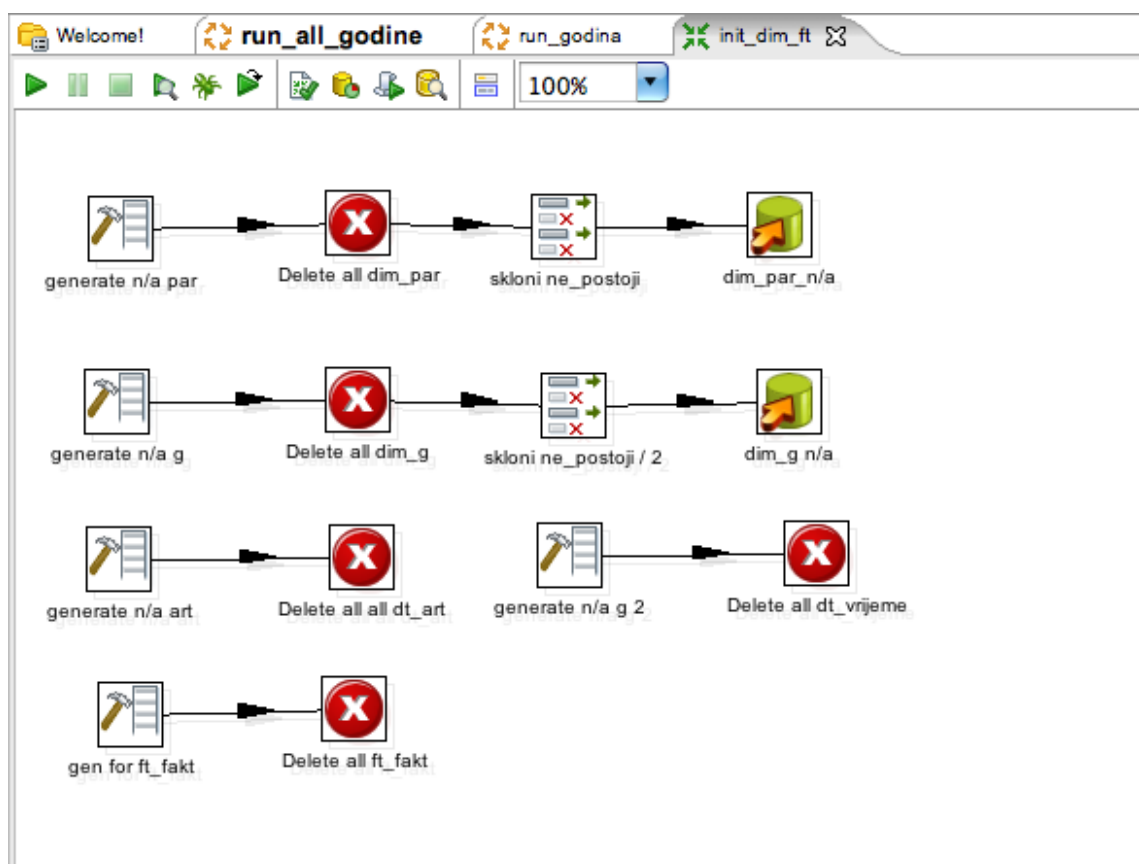 Welcome!
run_all_godine
run_godina
init_dim_ft
100%
generate n/a par
Delete all dim_par
skloni ne_postoji
dim_par_n/a
generate n/a g
Delete all dim_g
skloni ne_postoji / 2
dim_g n/a
generate n/a art
Delete all all dt_art
generate n/a g 2
Delete all dt_vrijeme
gen for ft_fakt
Delete all ft_fakt